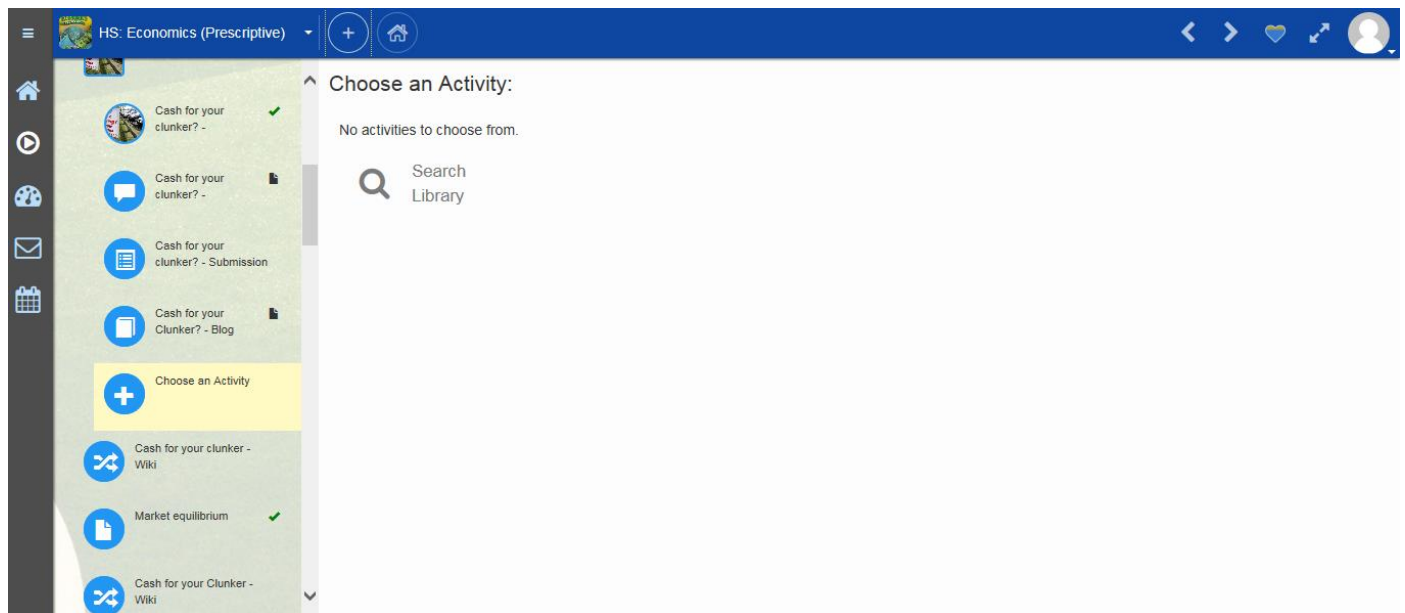 HS: Economics (Prescriptive)
Cash for your
clunker? -
Cash for your
clunker? -
Cash for your
clunker? - Submission
Cash for your
Clunker? - Blog
Choose an Activity
Cash for your clunker -
Wiki
Market equilibrium
Cash for your Clunker -
Wiki
Choose an Activity:
No activities to choose from.
Search
Library